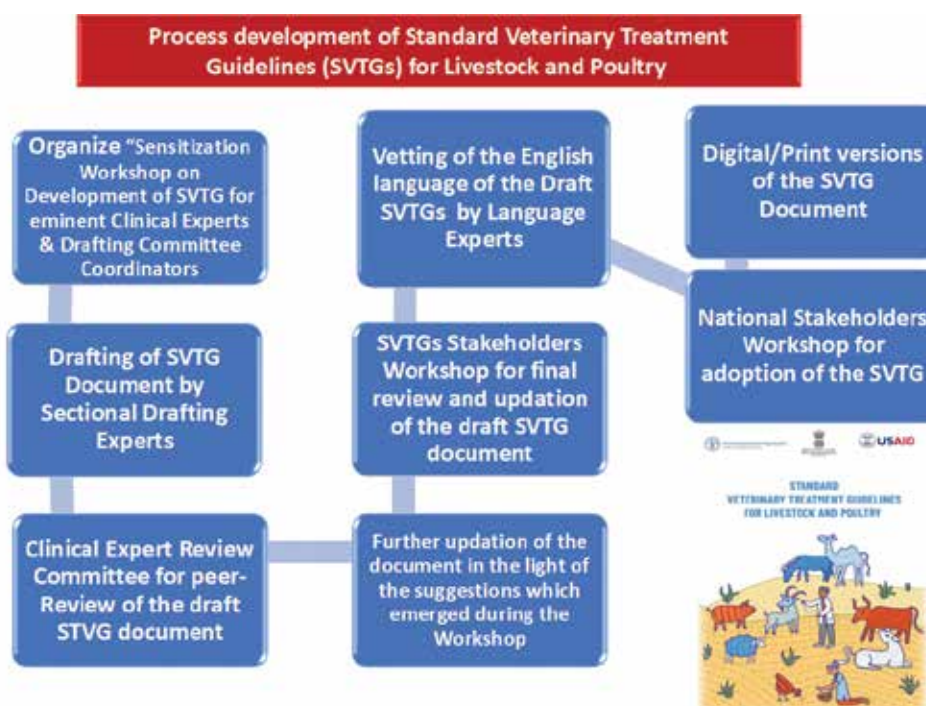 Process development of Standard Veterinary Treatment
Guidelines (SVTGs) for Livestock and Poultry
Organize "Sensitization
Workshop on
Development of SVTG for
eminent Clinical Experts
& Drafting Committee
Coordinators
Drafting of SVTG
Document by
Sectional Drafting
Experts
Clinical Expert Review
Committee for peer-
Review of the draft
STVG document
Further updation of the
document in the light of
the suggestions which
emerged during the
Workshop
SVTGs Stakeholders
Workshop for final
review and updation
of the draft SVTG
document
Vetting of the English
language of the Draft
SVTGs by Language
Experts
National Stakeholders
Workshop for
adoption of the SVTG
Digital/Print versions
of the SVTG
Document
USAID
STANDARD
VETERINARY TREATMENT GUIDELINES
FOR LIVESTOCK AND POULTRY